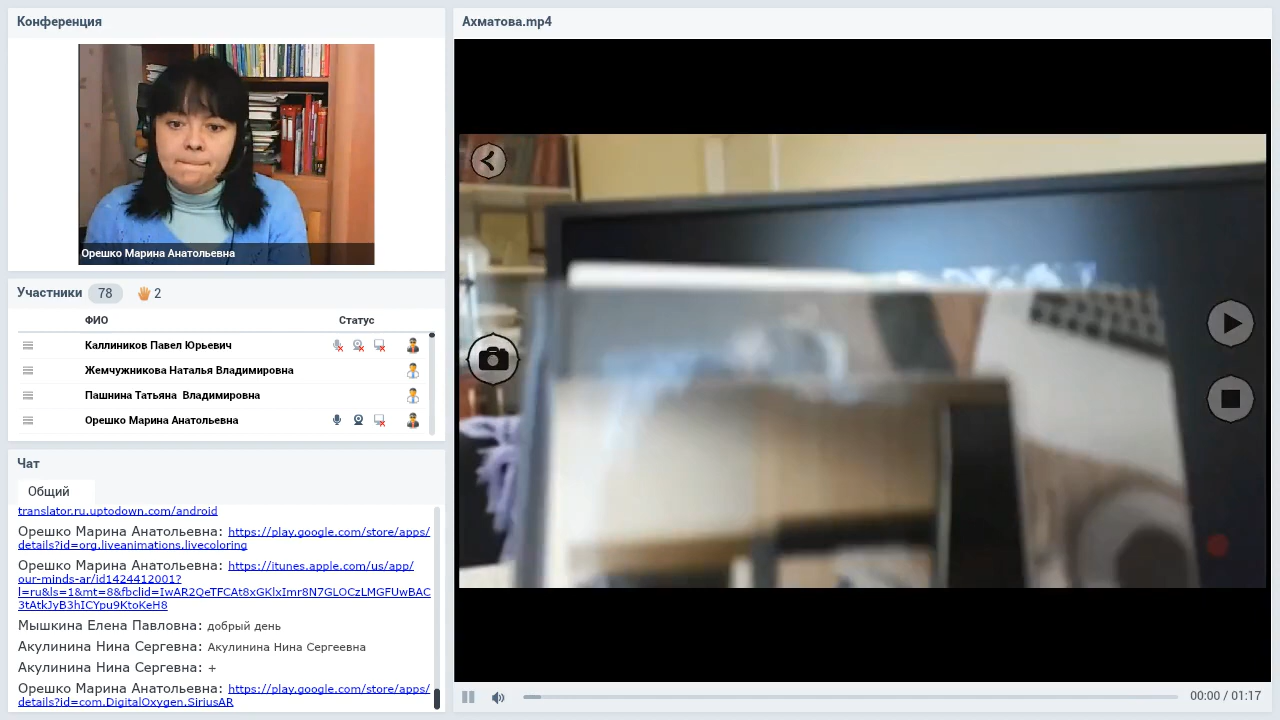 Конференция
Орешко Марина Анатольевна
Участники 78 2
ФИО Статус
Каллиников Павел Юрьевич
Жемчужникова Наталья Владимировна
Пашнина Татьяна Владимировна
Орешко Марина Анатольевна
Чат
Общий
translator.ru.uptodown.com/android
Орешко Марина Анатольевна: https://play.google.com/store/apps/
details?id=org.liveanimations.livecoloring
Орешко Марина Анатольевна: https://itunes.apple.com/us/app/
our-minds-ar/id1424412001?
l=ru&ls=1&mt=8&fbclid=IwAR2QeTFCAt8xGKlxImr8N7GLOCzLMGFUwBAC
3tAtkJyB3hICYpu9KtoKeH8
Мышкина Елена Павловна: добрый день
Акулинина Нина Сергевна: Акулинина Нина Сергеевна
Акулинина Нина Сергевна: +
Орешко Марина Анатольевна: https://play.google.com/store/apps/
details?id=com.DigitalOxygen.SiriusAR
Ахматова.mp4
00:00 / 01:17